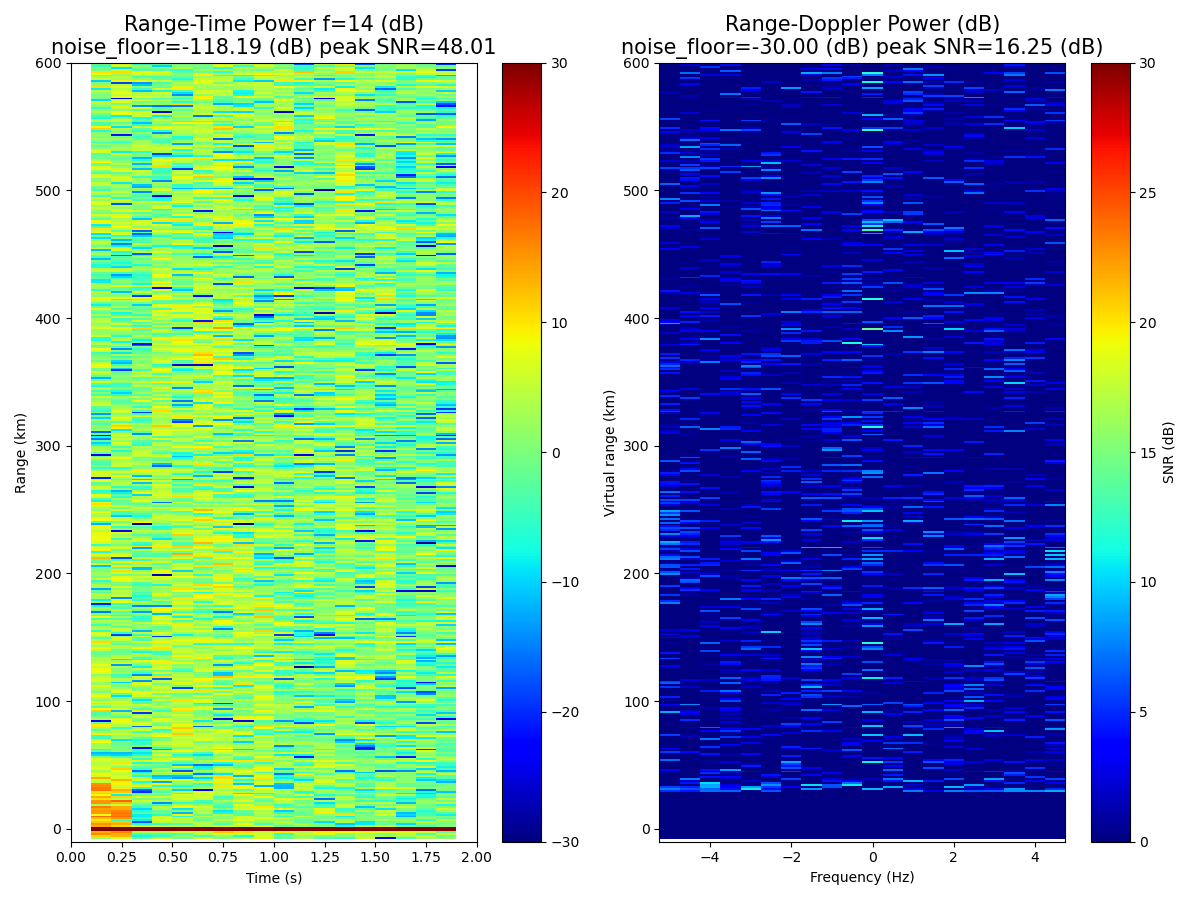 Range-Time Power f=14 (dB)
noise_floor=-118.19 (dB) peak SNR=48.01
Range-Doppler Power (dB)
noise_floor=-30.00 (dB) peak SNR=16.25 (dB)
Range (km)
600
500
400
300
200
100
0
0.00 0.25 0.50 0.75 1.00 1.25 1.50 1.75 2.00
Time (s)
30
20
10
0
−10
−20
−30
Virtual range (km)
600
500
400
300
200
100
0
−4 −2 0 2 4
Frequency (Hz)
30
25
20
15
10
5
0
SNR (dB)